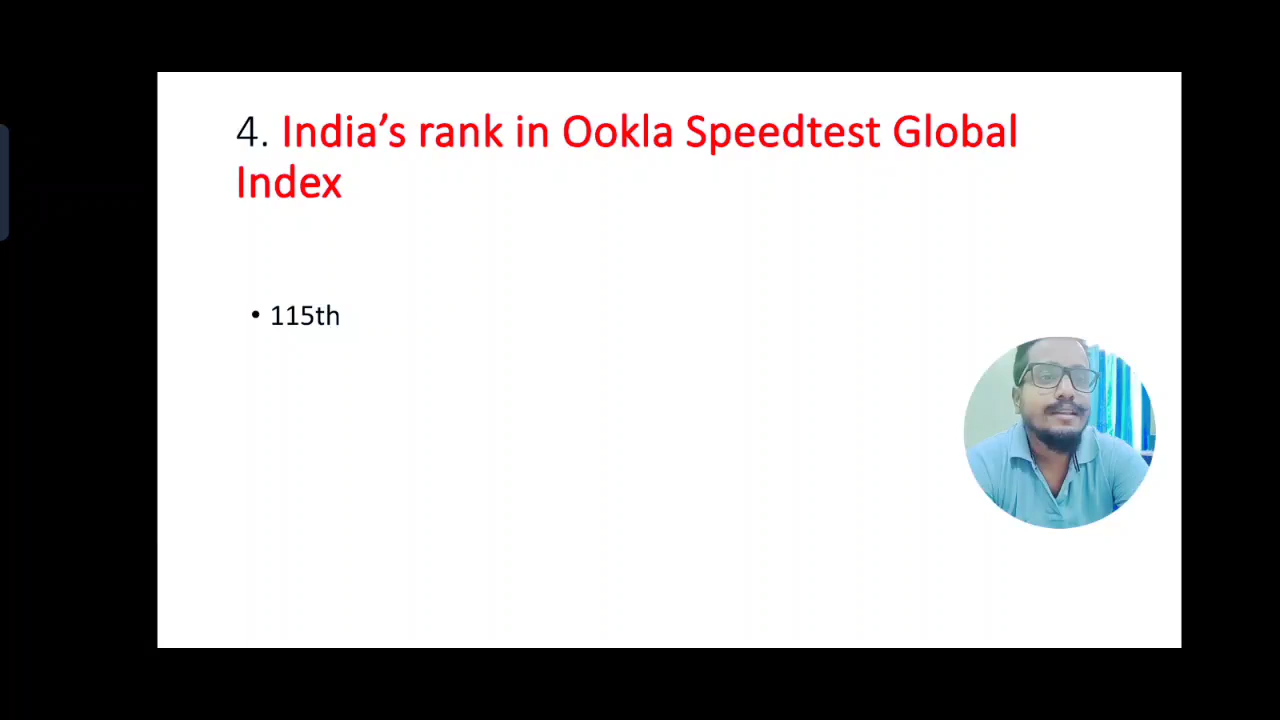 4. India’s rank in Ookla Speedtest Global
Index
• 115th